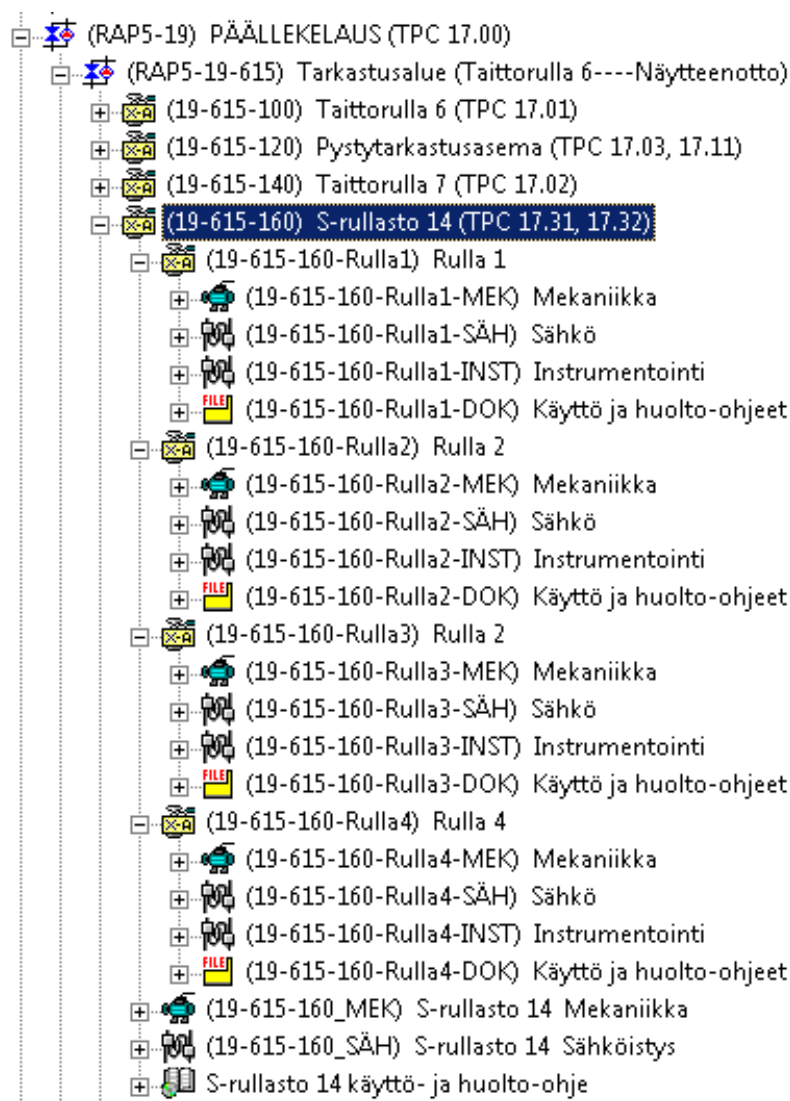 (RAP5-19) PÄÄLLEKELAUS (TPC 17.00)
(RAP5-19-615) Tarkastusalue (Taittorulla 6----Näytteenotto)
(19-615-100) Taittorulla 6 (TPC 17.01)
(19-615-120) Pystytarkastusasema (TPC 17.03, 17.11)
(19-615-140) Taittorulla 7 (TPC 17.02)
(19-615-160) S-rullasto 14 (TPC 17.31, 17.32)
(19-615-160-Rulla1) Rulla 1
(19-615-160-Rulla1-MEK) Mekaniikka
(19-615-160-Rulla1-SÄH) Sähkö
(19-615-160-Rulla1-INST) Instrumentointi
FILE (19-615-160-Rulla1-DOK) Käyttö ja huolto-ohjeet
(19-615-160-Rulla2) Rulla 2
(19-615-160-Rulla2-MEK) Mekaniikka
(19-615-160-Rulla2-SÄH) Sähkö
(19-615-160-Rulla2-INST) Instrumentointi
FILE (19-615-160-Rulla2-DOK) Käyttö ja huolto-ohjeet
(19-615-160-Rulla3) Rulla 2
(19-615-160-Rulla3-MEK) Mekaniikka
(19-615-160-Rulla3-SÄH) Sähkö
(19-615-160-Rulla3-INST) Instrumentointi
FILE (19-615-160-Rulla3-DOK) Käyttö ja huolto-ohjeet
(19-615-160-Rulla4) Rulla 4
(19-615-160-Rulla4-MEK) Mekaniikka
(19-615-160-Rulla4-SÄH) Sähkö
(19-615-160-Rulla4-INST) Instrumentointi
FILE (19-615-160-Rulla4-DOK) Käyttö ja huolto-ohjeet
(19-615-160_MEK) S-rullasto 14 Mekaniikka
(19-615-160_SÄH) S-rullasto 14 Sähköistys
S-rullasto 14 käyttö- ja huolto-ohje